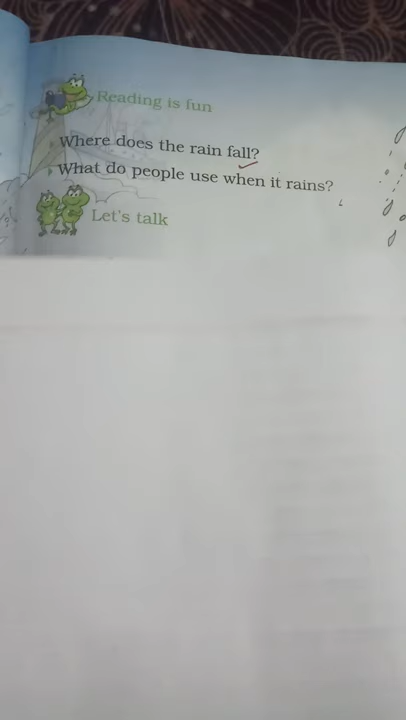 Reading is fun
Where does the rain fall?
What do people use when it rains?
Let's talk